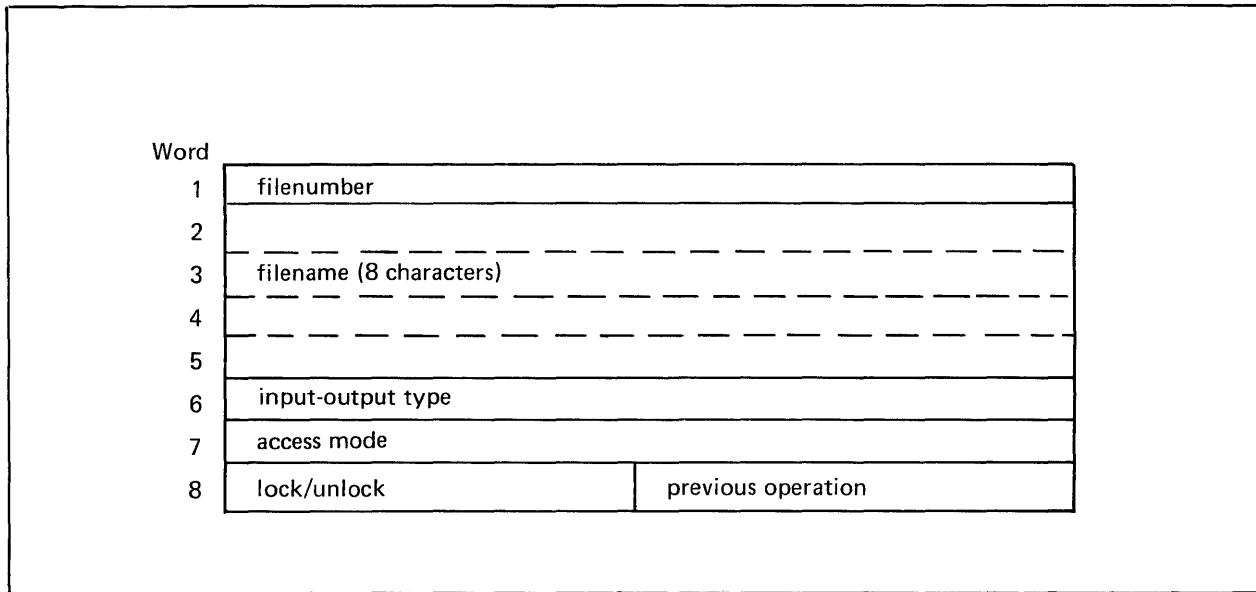 Word
1 filenumber
2
3 filename (8 characters)
4
5
6 input-output type
7 access mode
8 lock/unlock previous operation